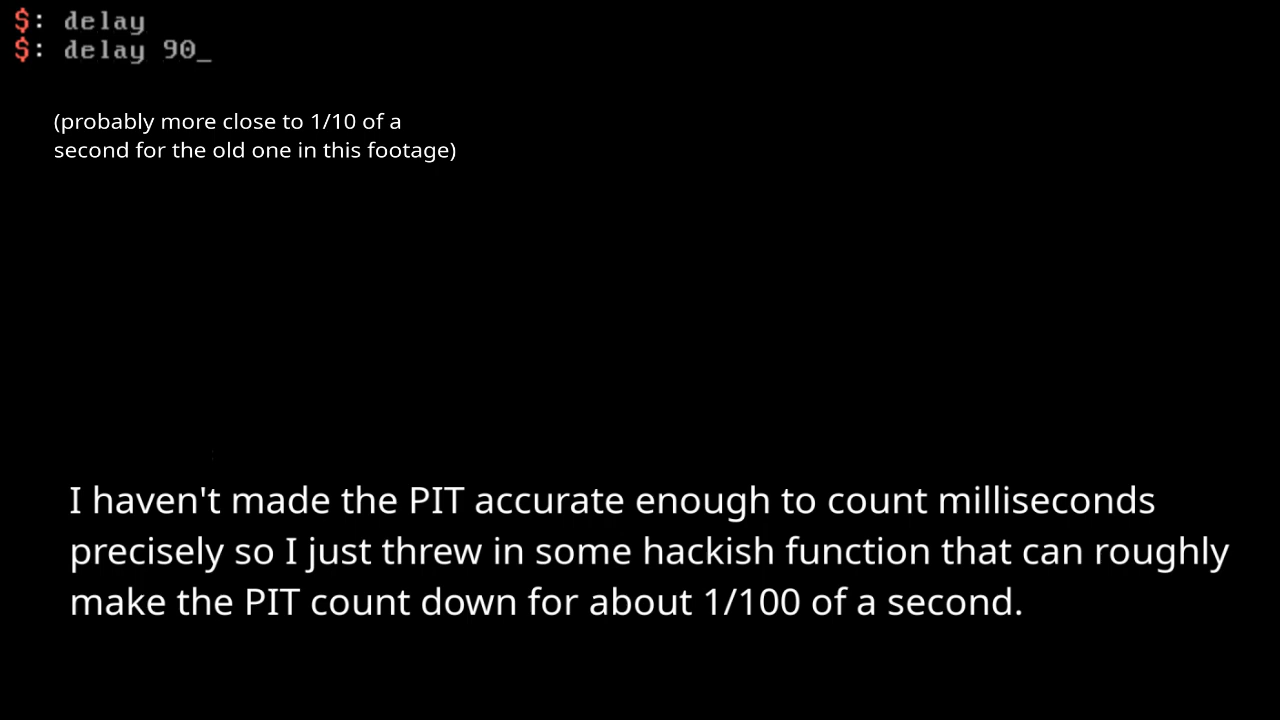 $: delay
$: delay 90_
(probably more close to 1/10 of a
second for the old one in this footage)
I haven't made the PIT accurate enough to count milliseconds
precisely so I just threw in some hackish function that can roughly
make the PIT count down for about 1/100 of a second.